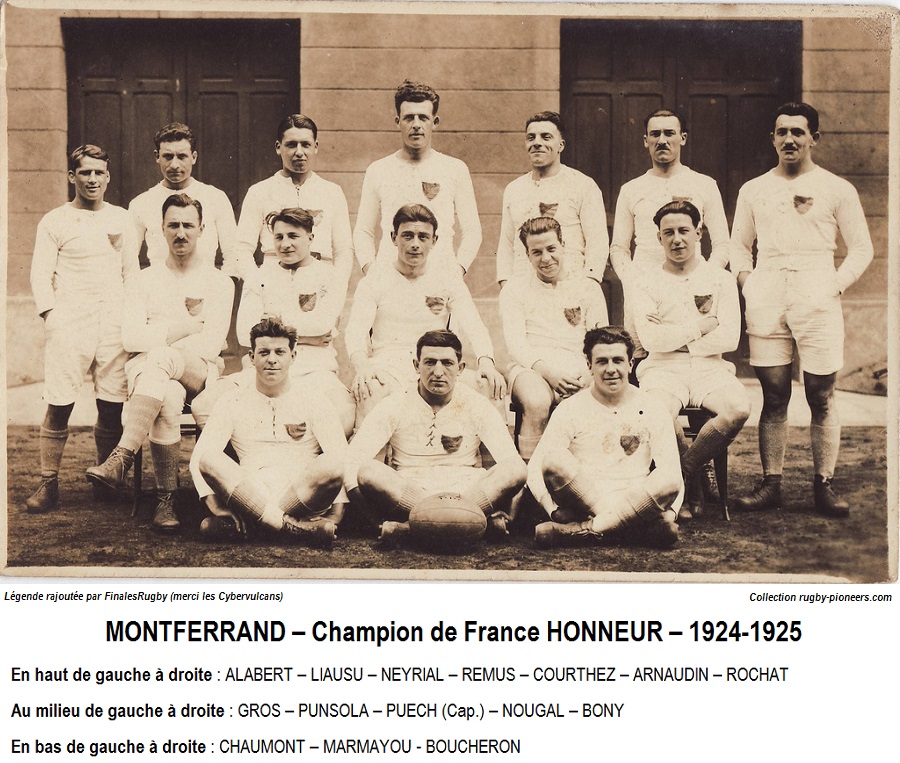 Légende rajoutée par FinalesRugby (merci les Cybervulcans)
Collection rugby-pioneers.com
MONTFERRAND – Champion de France HONNEUR – 1924-1925
En haut de gauche à droite : ALABERT – LIAUSU – NEYRIAL – REMUS – COURTHEZ – ARNAUDIN – ROCHAT
Au milieu de gauche à droite : GROS – PUNSOLA – PUECH (Cap.) – NOUGAL – BONY
En bas de gauche à droite : CHAUMONT – MARMAYOU - BOUCHERON